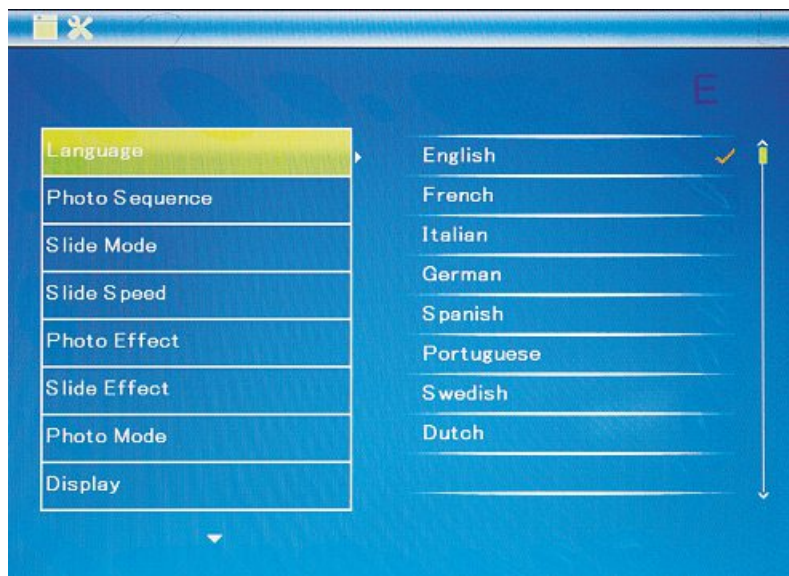 E
Language
Photo Sequence
Slide Mode
Slide Speed
Photo Effect
Slide Effect
Photo Mode
Display
English
French
Italian
German
Spanish
Portuguese
Swedish
Dutch